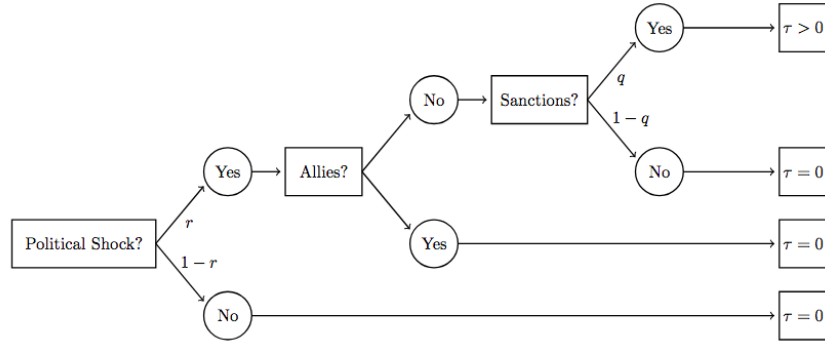 Yes
τ > 0
q
No
Sanctions?
1 − q
Yes
Allies?
No
τ = 0
r
Political Shock?
Yes
τ = 0
1 − r
No
τ = 0